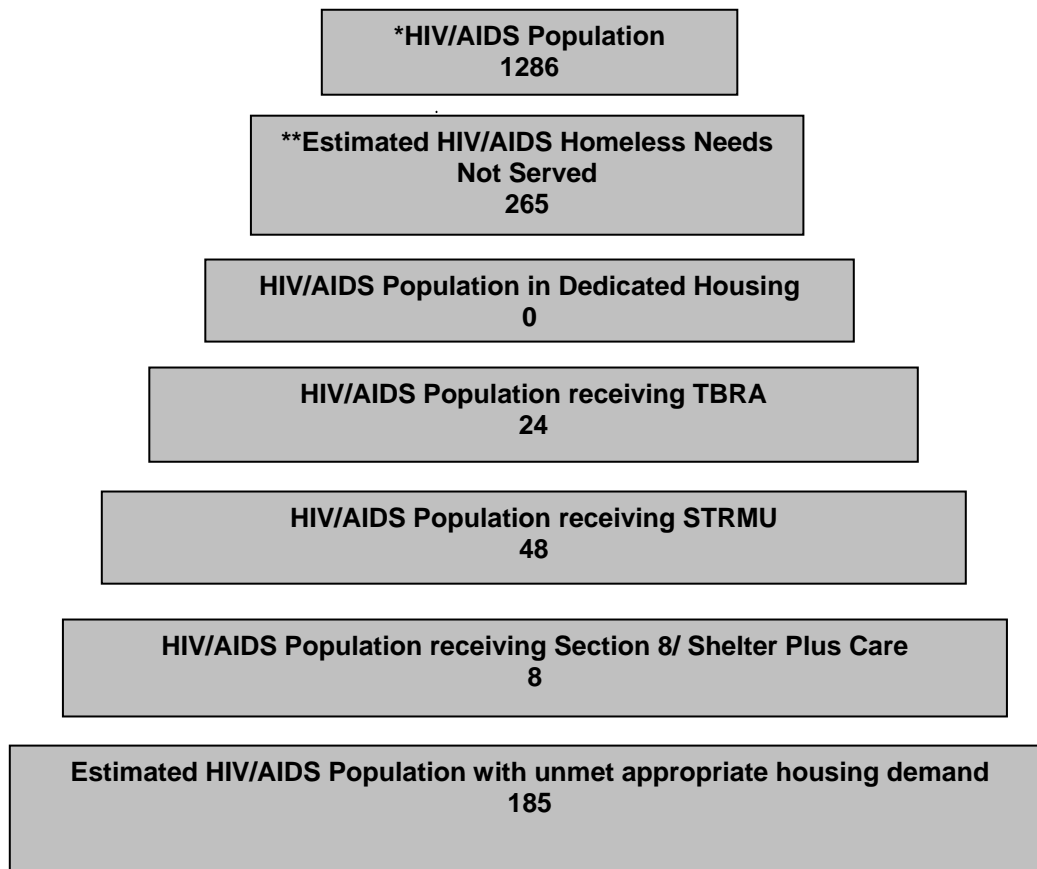 *HIV/AIDS Population
1286
**Estimated HIV/AIDS Homeless Needs
Not Served
265
HIV/AIDS Population in Dedicated Housing
0
HIV/AIDS Population receiving TBRA
24
HIV/AIDS Population receiving STRMU
48
HIV/AIDS Population receiving Section 8/ Shelter Plus Care
8
Estimated HIV/AIDS Population with unmet appropriate housing demand
185